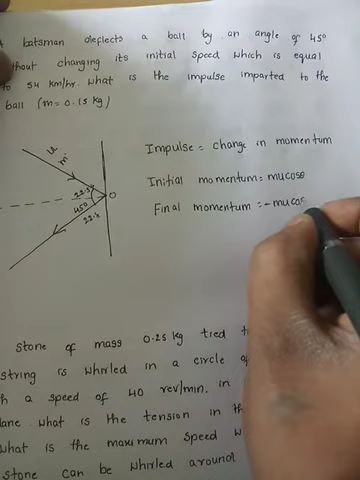 batsman deflects a ball by an angle of 45°
without changing its initial speed which is equal
to 54 km/hr. what is the impulse imparted to the
ball (m=0.15 kg)
Impulse = change in momentum
u
m
Initial momentum = mucosθ
22.5
O
45°
22.5
Final momentum = -mucos
stone of mass 0.25 kg tied
string is whirled in a circle
a speed of 40 rev/min. in
what is the tension in
what is the maximum speed
stone can be whirled around